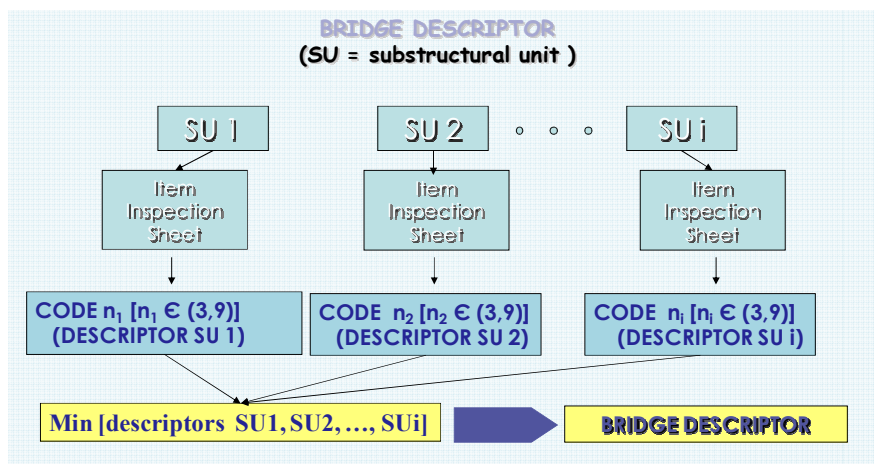 BRIDGE DESCRIPTOR
(SU = substructural unit )
SU 1
SU 2
SU i
Item
Inspection
Sheet
Item
Inspection
Sheet
Item
Inspection
Sheet
CODE n₁ [n₁ Є (3,9)]
(DESCRIPTOR SU 1)
CODE n₂ [n₂ Є (3,9)]
(DESCRIPTOR SU 2)
CODE nᵢ [nᵢ Є (3,9)]
(DESCRIPTOR SU i)
Min [descriptors SU1, SU2, …, SUi]
BRIDGE DESCRIPTOR